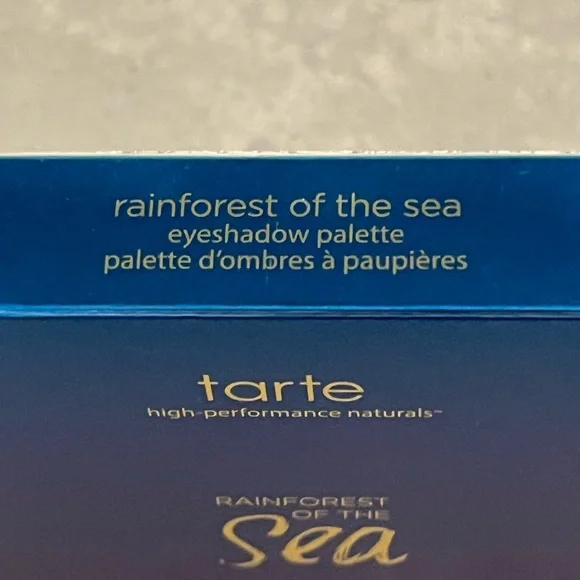 rainforest of the sea
eyeshadow palette
palette d'ombres à paupières
tarte
high-performance naturals™
RAINFOREST
OF THE
Sea